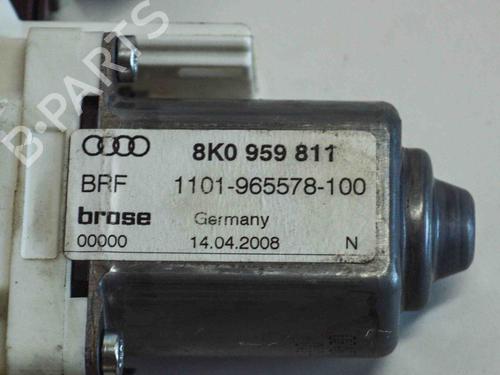 8K0 959 811
BRF 1101-965578-100
brose Germany
00000 14.04.2008 N
B-PARTS